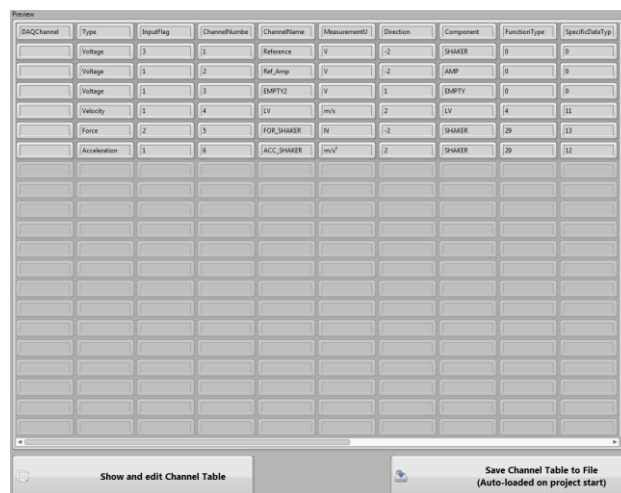 Preview
DAQChannel Type InputFlag ChannelNumbe ChannelName MeasurementU Direction Component FunctionType SpecificDataTyp
Voltage 3 1 Reference V -2 SHAKER 0 0
Voltage 1 2 Ref_Amp V -2 AMP 0 0
Voltage 1 3 EMPTY2 V 1 EMPTY 0 0
Velocity 1 4 LV m/s 2 LV 4 11
Force 2 5 FOR_SHAKER N -2 SHAKER 29 13
Acceleration 1 6 ACC_SHAKER m/s² 2 SHAKER 29 12
Show and edit Channel Table
Save Channel Table to File
(Auto-loaded on project start)